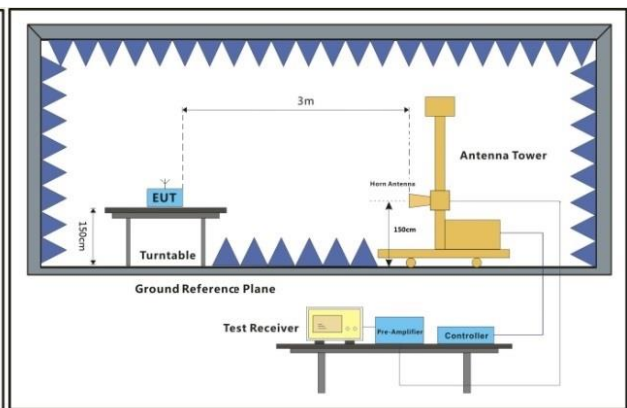 3m
Antenna Tower
Horn Antenna
EUT
150cm
150cm
Turntable
Ground Reference Plane
Test Receiver
Pre-Amplifier
Controller